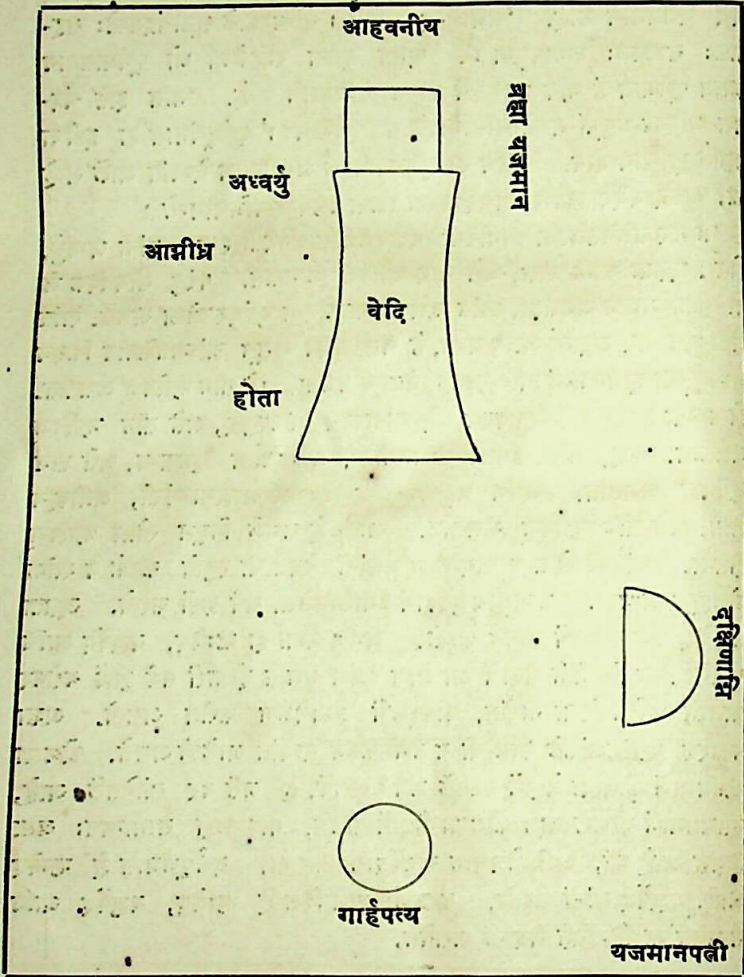 आहवनीय
ब्रह्मा यजमान
अध्वर्यु
आग्नीध्र
वेदि
होता
दक्षिणाग्नि
गार्हपत्य
यजमानपत्नी